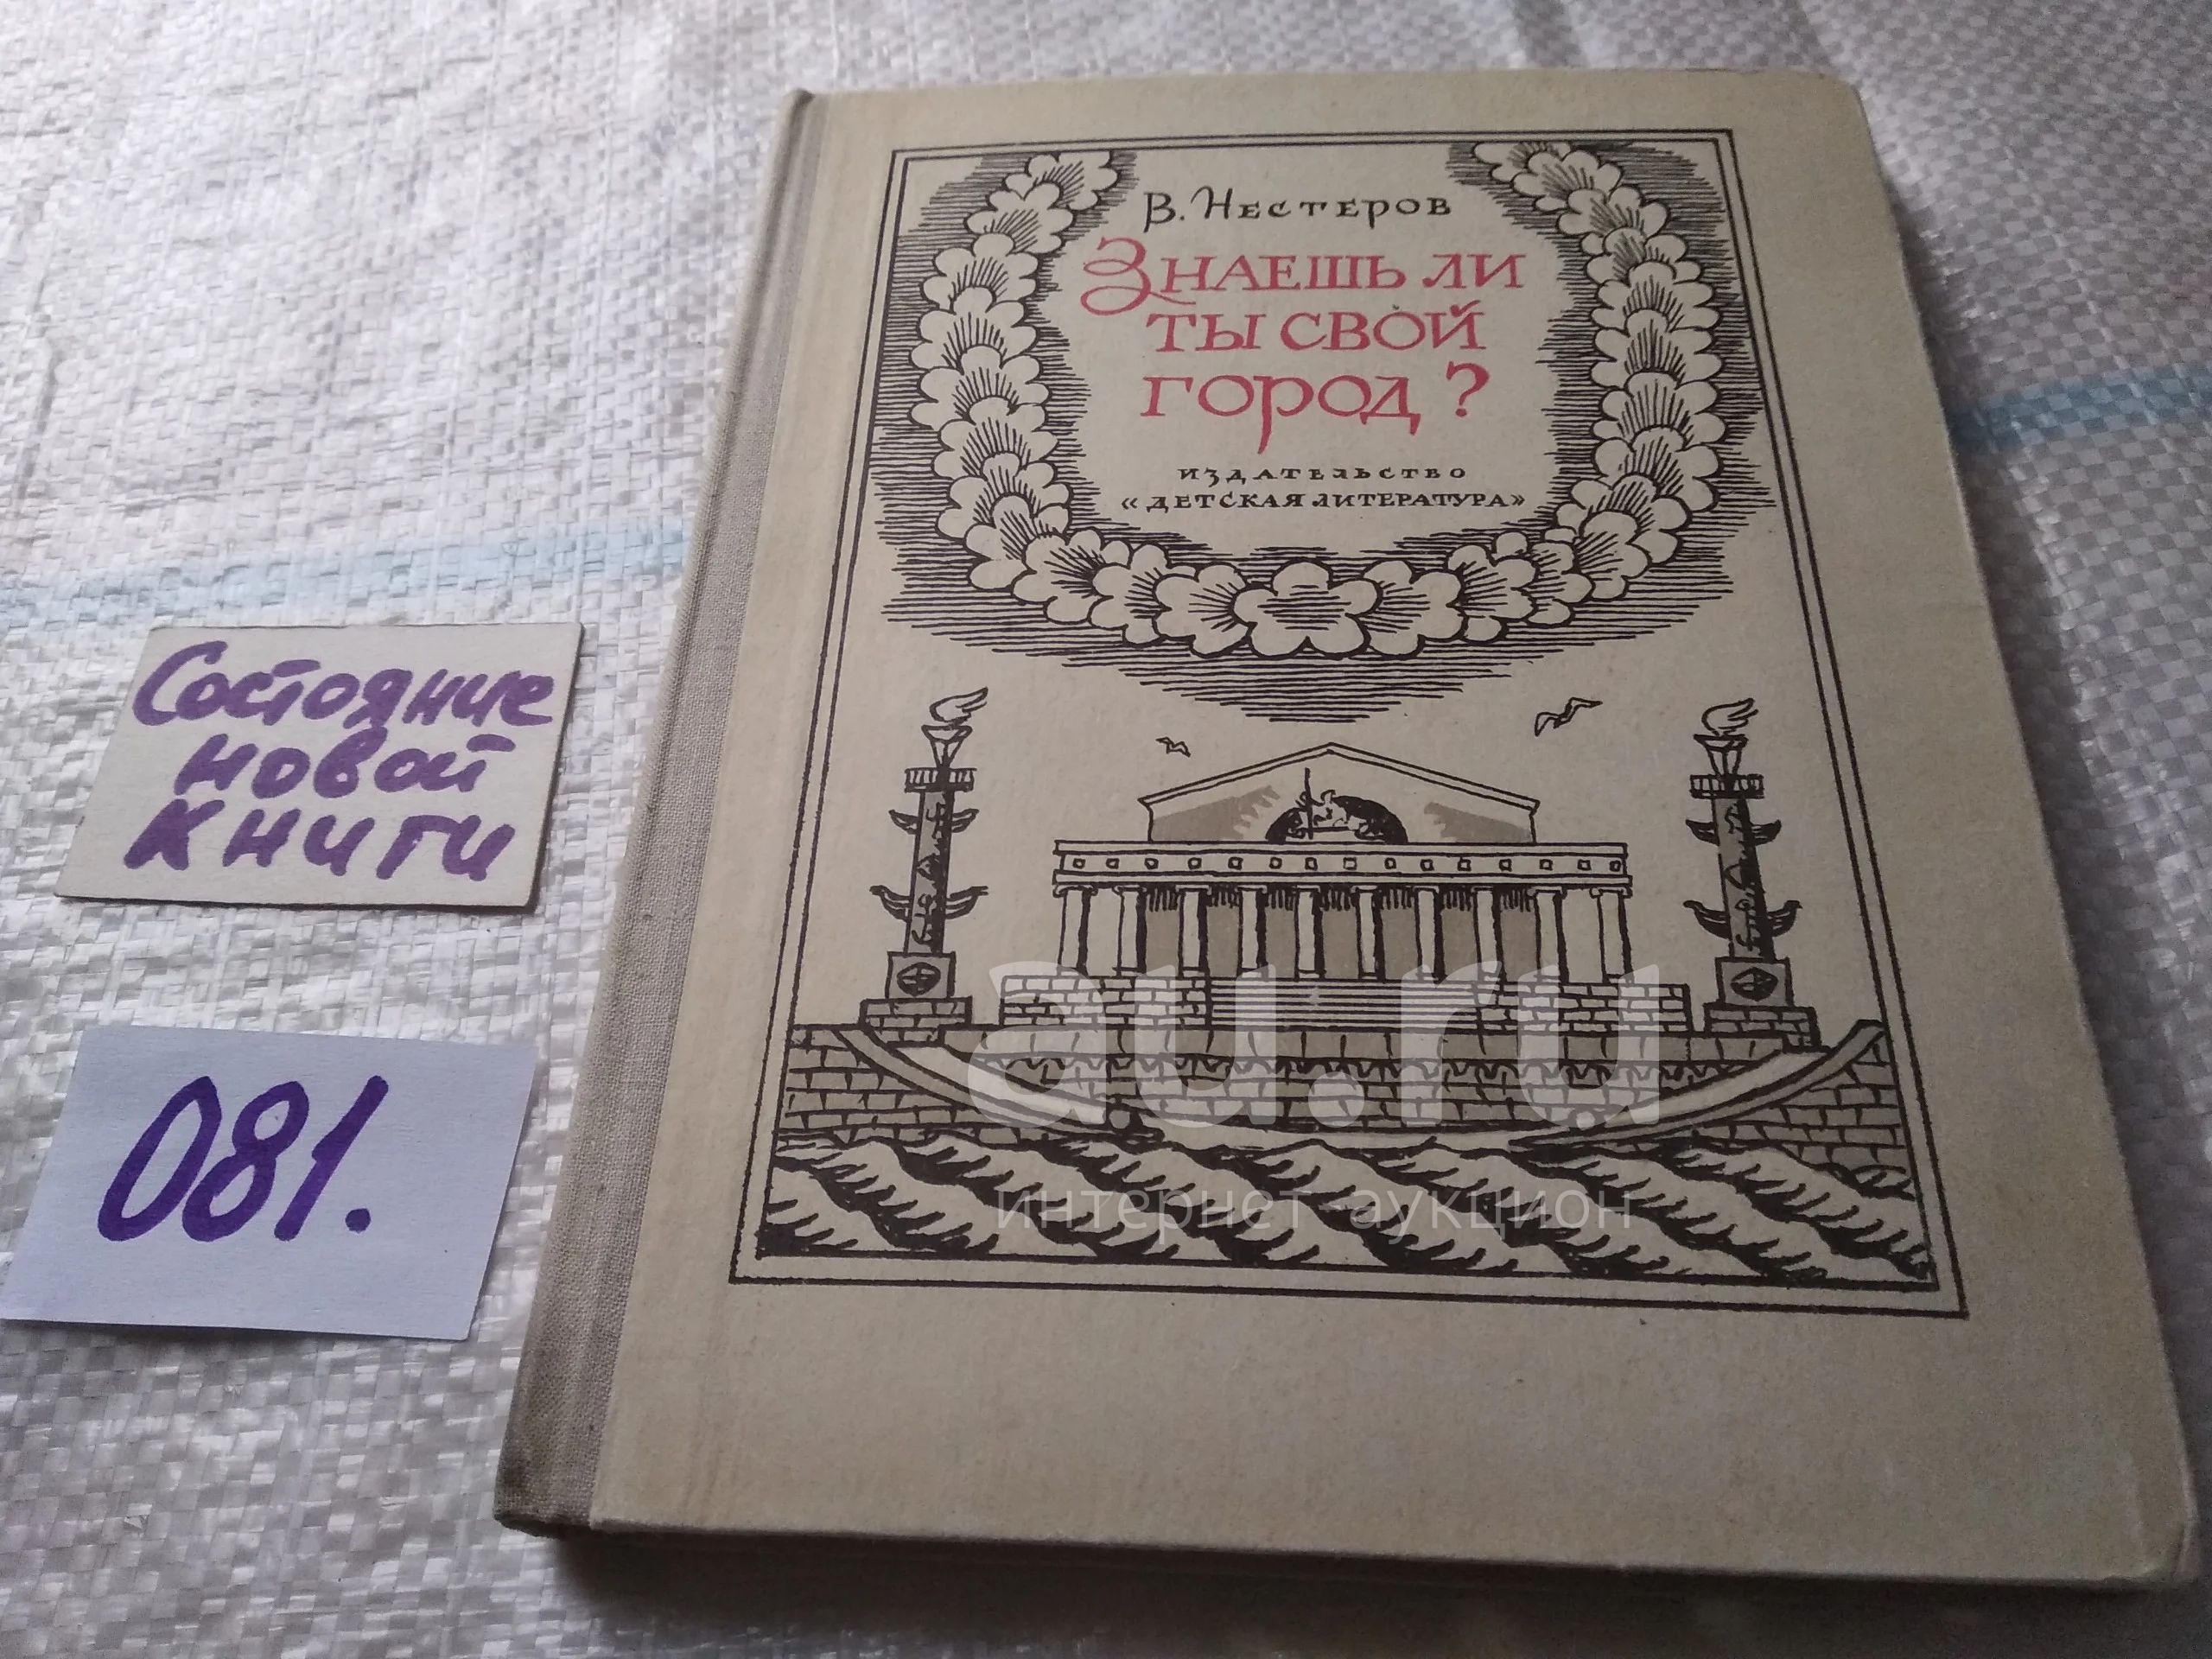 В. Нестеров
Знаешь ли
ты свой
город?
издательство
«Детская литература»
Состояние
новой
книги
081.
au.ru
интернет-аукцион